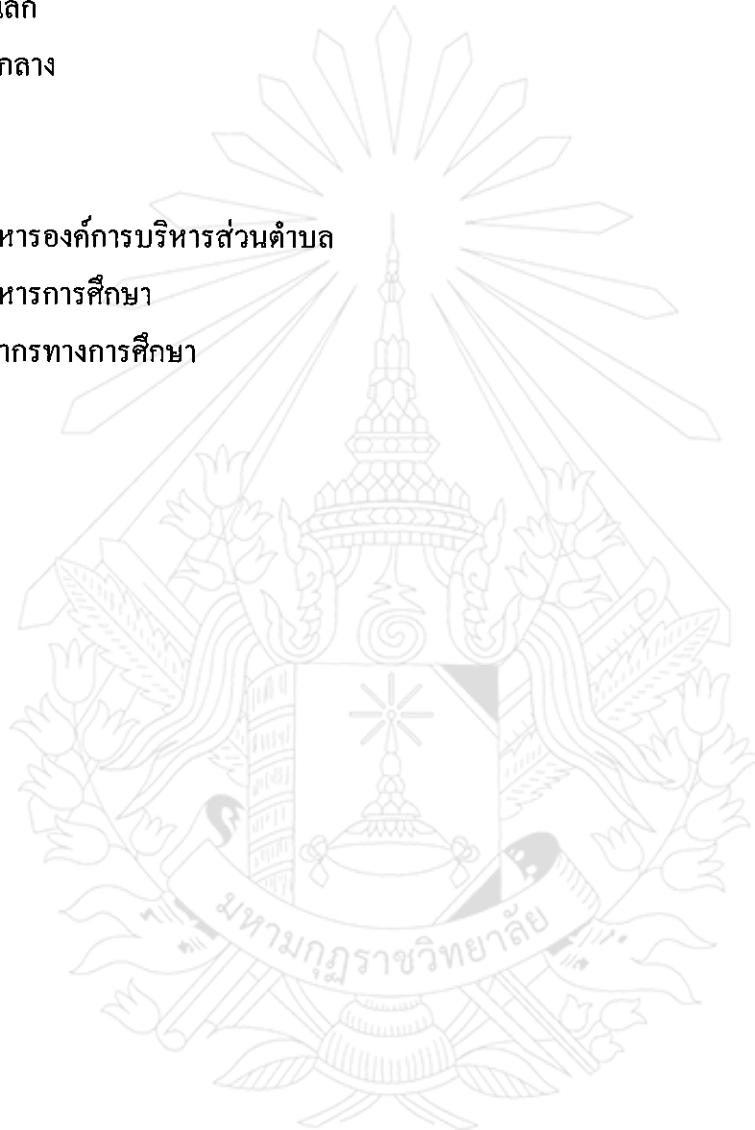 เล็ก
กลาง
หารองค์การบริหารส่วนตำบล
หารการศึกษา
ากรทางการศึกษา
มหามกุฏราชวิทยาลัย